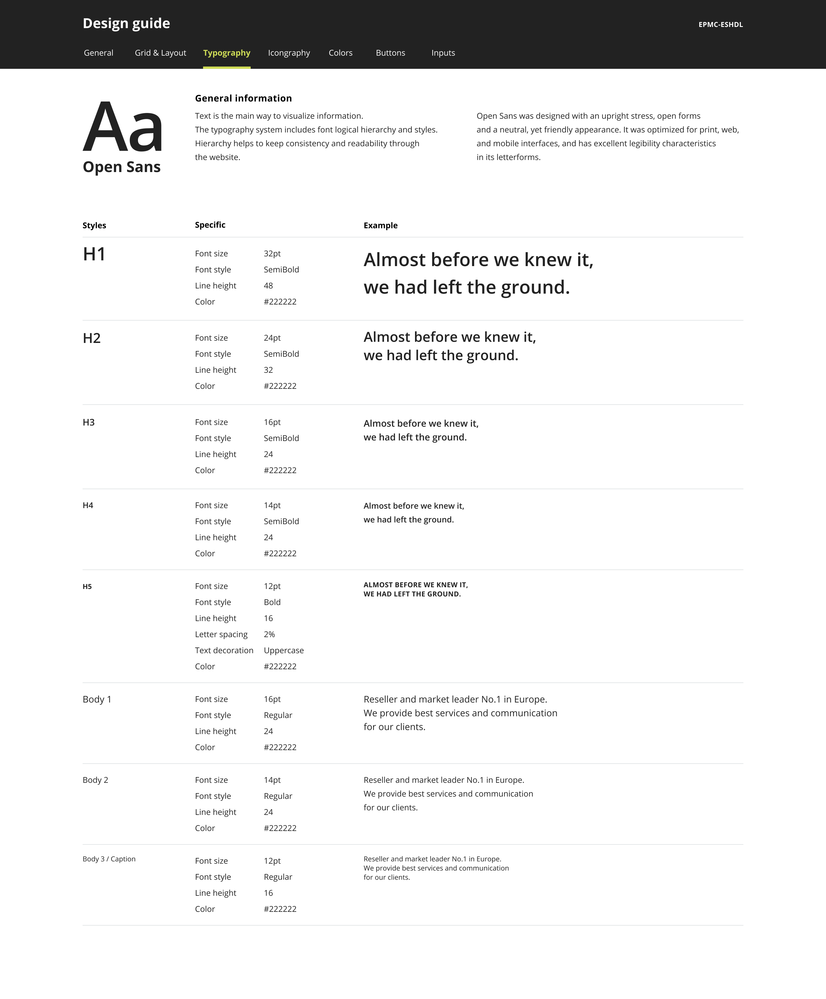 Design guide
EPMC-ESHDL
General Grid & Layout Typography Icongraphy Colors Buttons Inputs
Aa
Open Sans
General information
Text is the main way to visualize information.
The typography system includes font logical hierarchy and styles.
Hierarchy helps to keep consistency and readability through
the website.
Open Sans was designed with an upright stress, open forms
and a neutral, yet friendly appearance. It was optimized for print, web,
and mobile interfaces, and has excellent legibility characteristics
in its letterforms.
Styles Specific Example
H1
Font size 32pt
Font style SemiBold
Line height 48
Color #222222
Almost before we knew it,
we had left the ground.
H2
Font size 24pt
Font style SemiBold
Line height 32
Color #222222
Almost before we knew it,
we had left the ground.
H3
Font size 16pt
Font style SemiBold
Line height 24
Color #222222
Almost before we knew it,
we had left the ground.
H4
Font size 14pt
Font style SemiBold
Line height 24
Color #222222
Almost before we knew it,
we had left the ground.
H5
Font size 12pt
Font style Bold
Line height 16
Letter spacing 2%
Text decoration Uppercase
Color #222222
ALMOST BEFORE WE KNEW IT,
WE HAD LEFT THE GROUND.
Body 1
Font size 16pt
Font style Regular
Line height 24
Color #222222
Reseller and market leader No.1 in Europe.
We provide best services and communication
for our clients.
Body 2
Font size 14pt
Font style Regular
Line height 24
Color #222222
Reseller and market leader No.1 in Europe.
We provide best services and communication
for our clients.
Body 3 / Caption
Font size 12pt
Font style Regular
Line height 16
Color #222222
Reseller and market leader No.1 in Europe.
We provide best services and communication
for our clients.